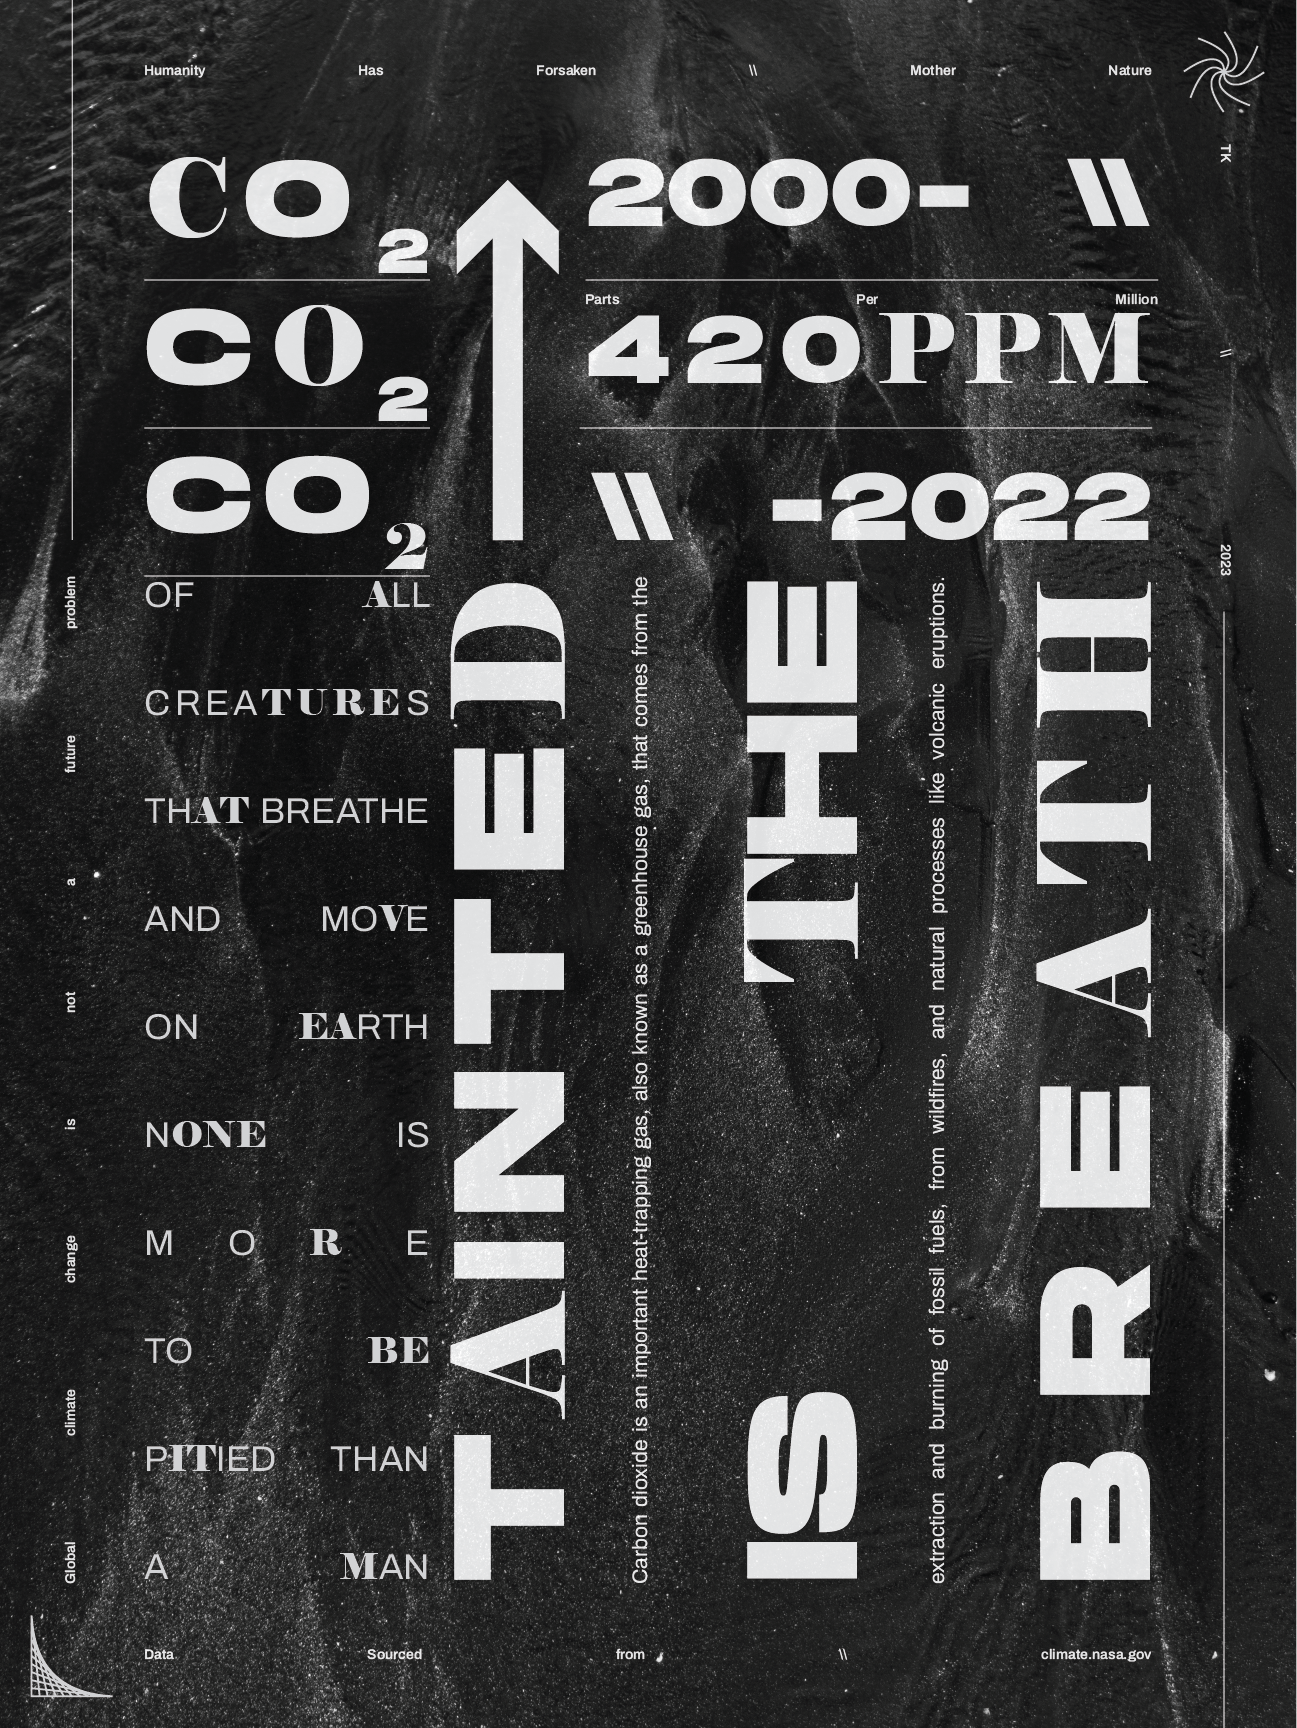 Humanity Has Forsaken \\ Mother Nature
TK \\ 2023
CO2
CO2
CO2
2000- \\
Parts Per Million
420PPM
\\ -2022
OF ALL
CREATURES
THAT BREATHE
AND MOVE
ON EARTH
NONE IS
MORE
TO BE
PITIED THAN
A MAN
TAINTED
IS THE
BREATH
Carbon dioxide is an important heat-trapping gas, also known as a greenhouse gas, that comes from the
extraction and burning of fossil fuels, from wildfires, and natural processes like volcanic eruptions.
Global climate change is not a future problem
Data Sourced from \\ climate.nasa.gov